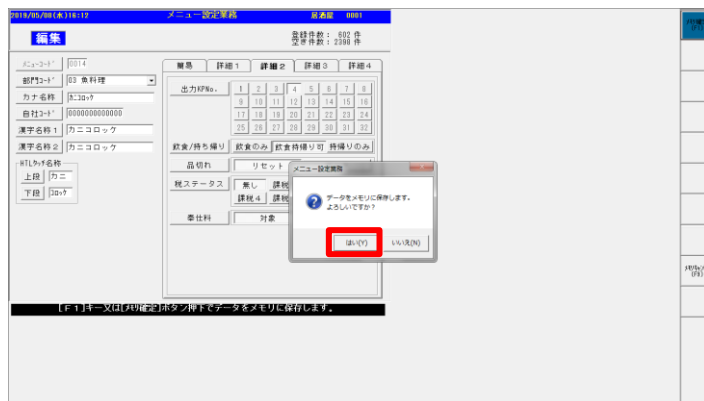 2019/05/08(水)16:12 メニュー設定業務 居酒屋 0001
編集
登録件数： 602 件
空き件数： 2398 件
ﾒﾆｭｰｺｰﾄﾞ 0014
部門ｺｰﾄﾞ 03 魚料理
カナ名称 ｶﾆｺﾛｯｹ
自社ｺｰﾄﾞ 0000000000000
漢字名称１ カニコロッケ
漢字名称２ カニコロッケ
HTLﾀｯﾁ名称
上段 カニ
下段 ｺﾛｯｹ
簡易 詳細１ 詳細２ 詳細３ 詳細４
出力KPNo. 1 2 3 4 5 6 7 8
9 10 11 12 13 14 15 16
17 18 19 20 21 22 23 24
25 26 27 28 29 30 31 32
飲食/持ち帰り 飲食のみ 飲食持帰り可 持帰りのみ
品切れ リセット
税ステータス 無し 課税
課税４ 課税
奉仕料 対象
メニュー設定業務
データをメモリに保存します。
よろしいですか？
はい(Y) いいえ(N)
［Ｆ１]キー又は[ﾒﾓﾘ確定]ボタン押下でデータをメモリに保存します。